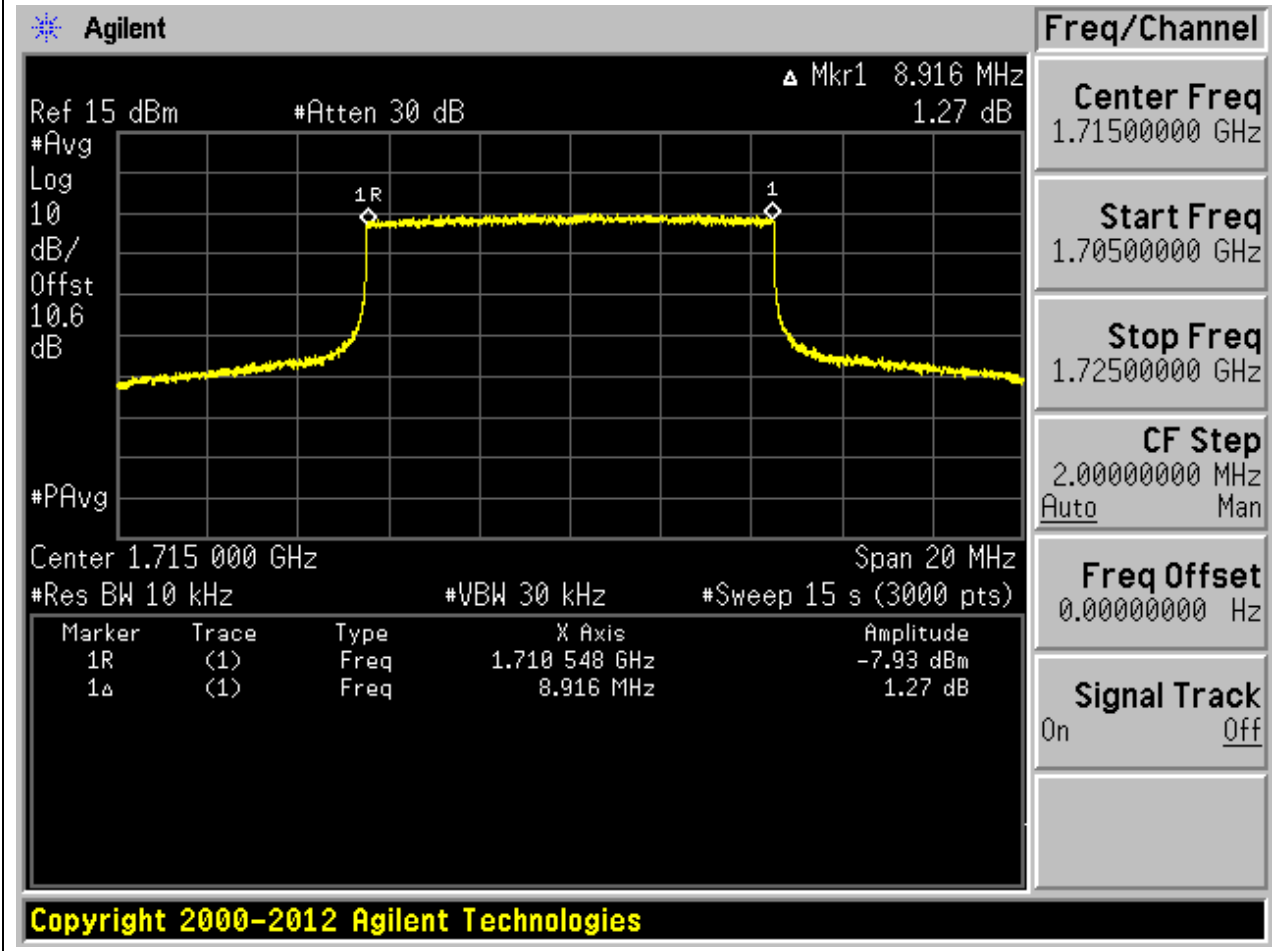 Agilent
Freq/Channel
▵ Mkr1 8.916 MHz
Ref 15 dBm #Atten 30 dB 1.27 dB
#Avg
Log
10
dB/
Offst
10.6
dB
1R
1
#PAvg
Center 1.715 000 GHz Span 20 MHz
#Res BW 10 kHz #VBW 30 kHz #Sweep 15 s (3000 pts)
Marker Trace Type X Axis Amplitude
1R (1) Freq 1.710 548 GHz -7.93 dBm
1▵ (1) Freq 8.916 MHz 1.27 dB
Center Freq
1.71500000 GHz
Start Freq
1.70500000 GHz
Stop Freq
1.72500000 GHz
CF Step
2.00000000 MHz
Auto Man
Freq Offset
0.00000000 Hz
Signal Track
On Off
Copyright 2000-2012 Agilent Technologies